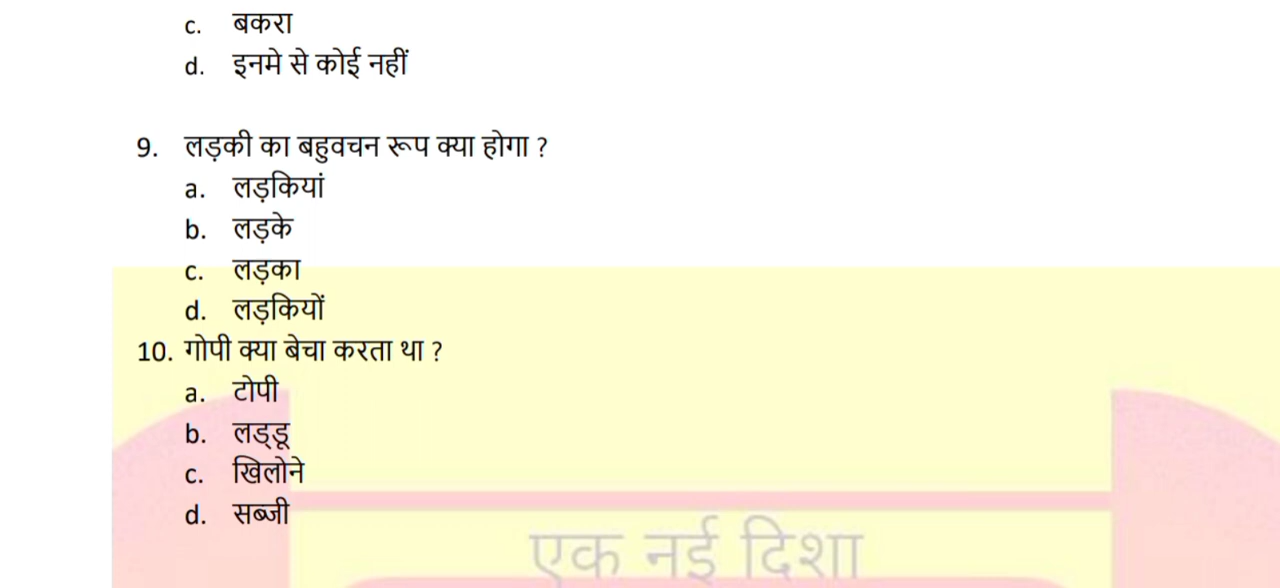 c. बकरा
d. इनमे से कोई नहीं
9. लड़की का बहुवचन रूप क्या होगा ?
a. लड़कियां
b. लड़के
c. लड़का
d. लड़कियों
10. गोपी क्या बेचा करता था ?
a. टोपी
b. लड्डू
c. खिलोने
d. सब्जी
एक नई दिशा